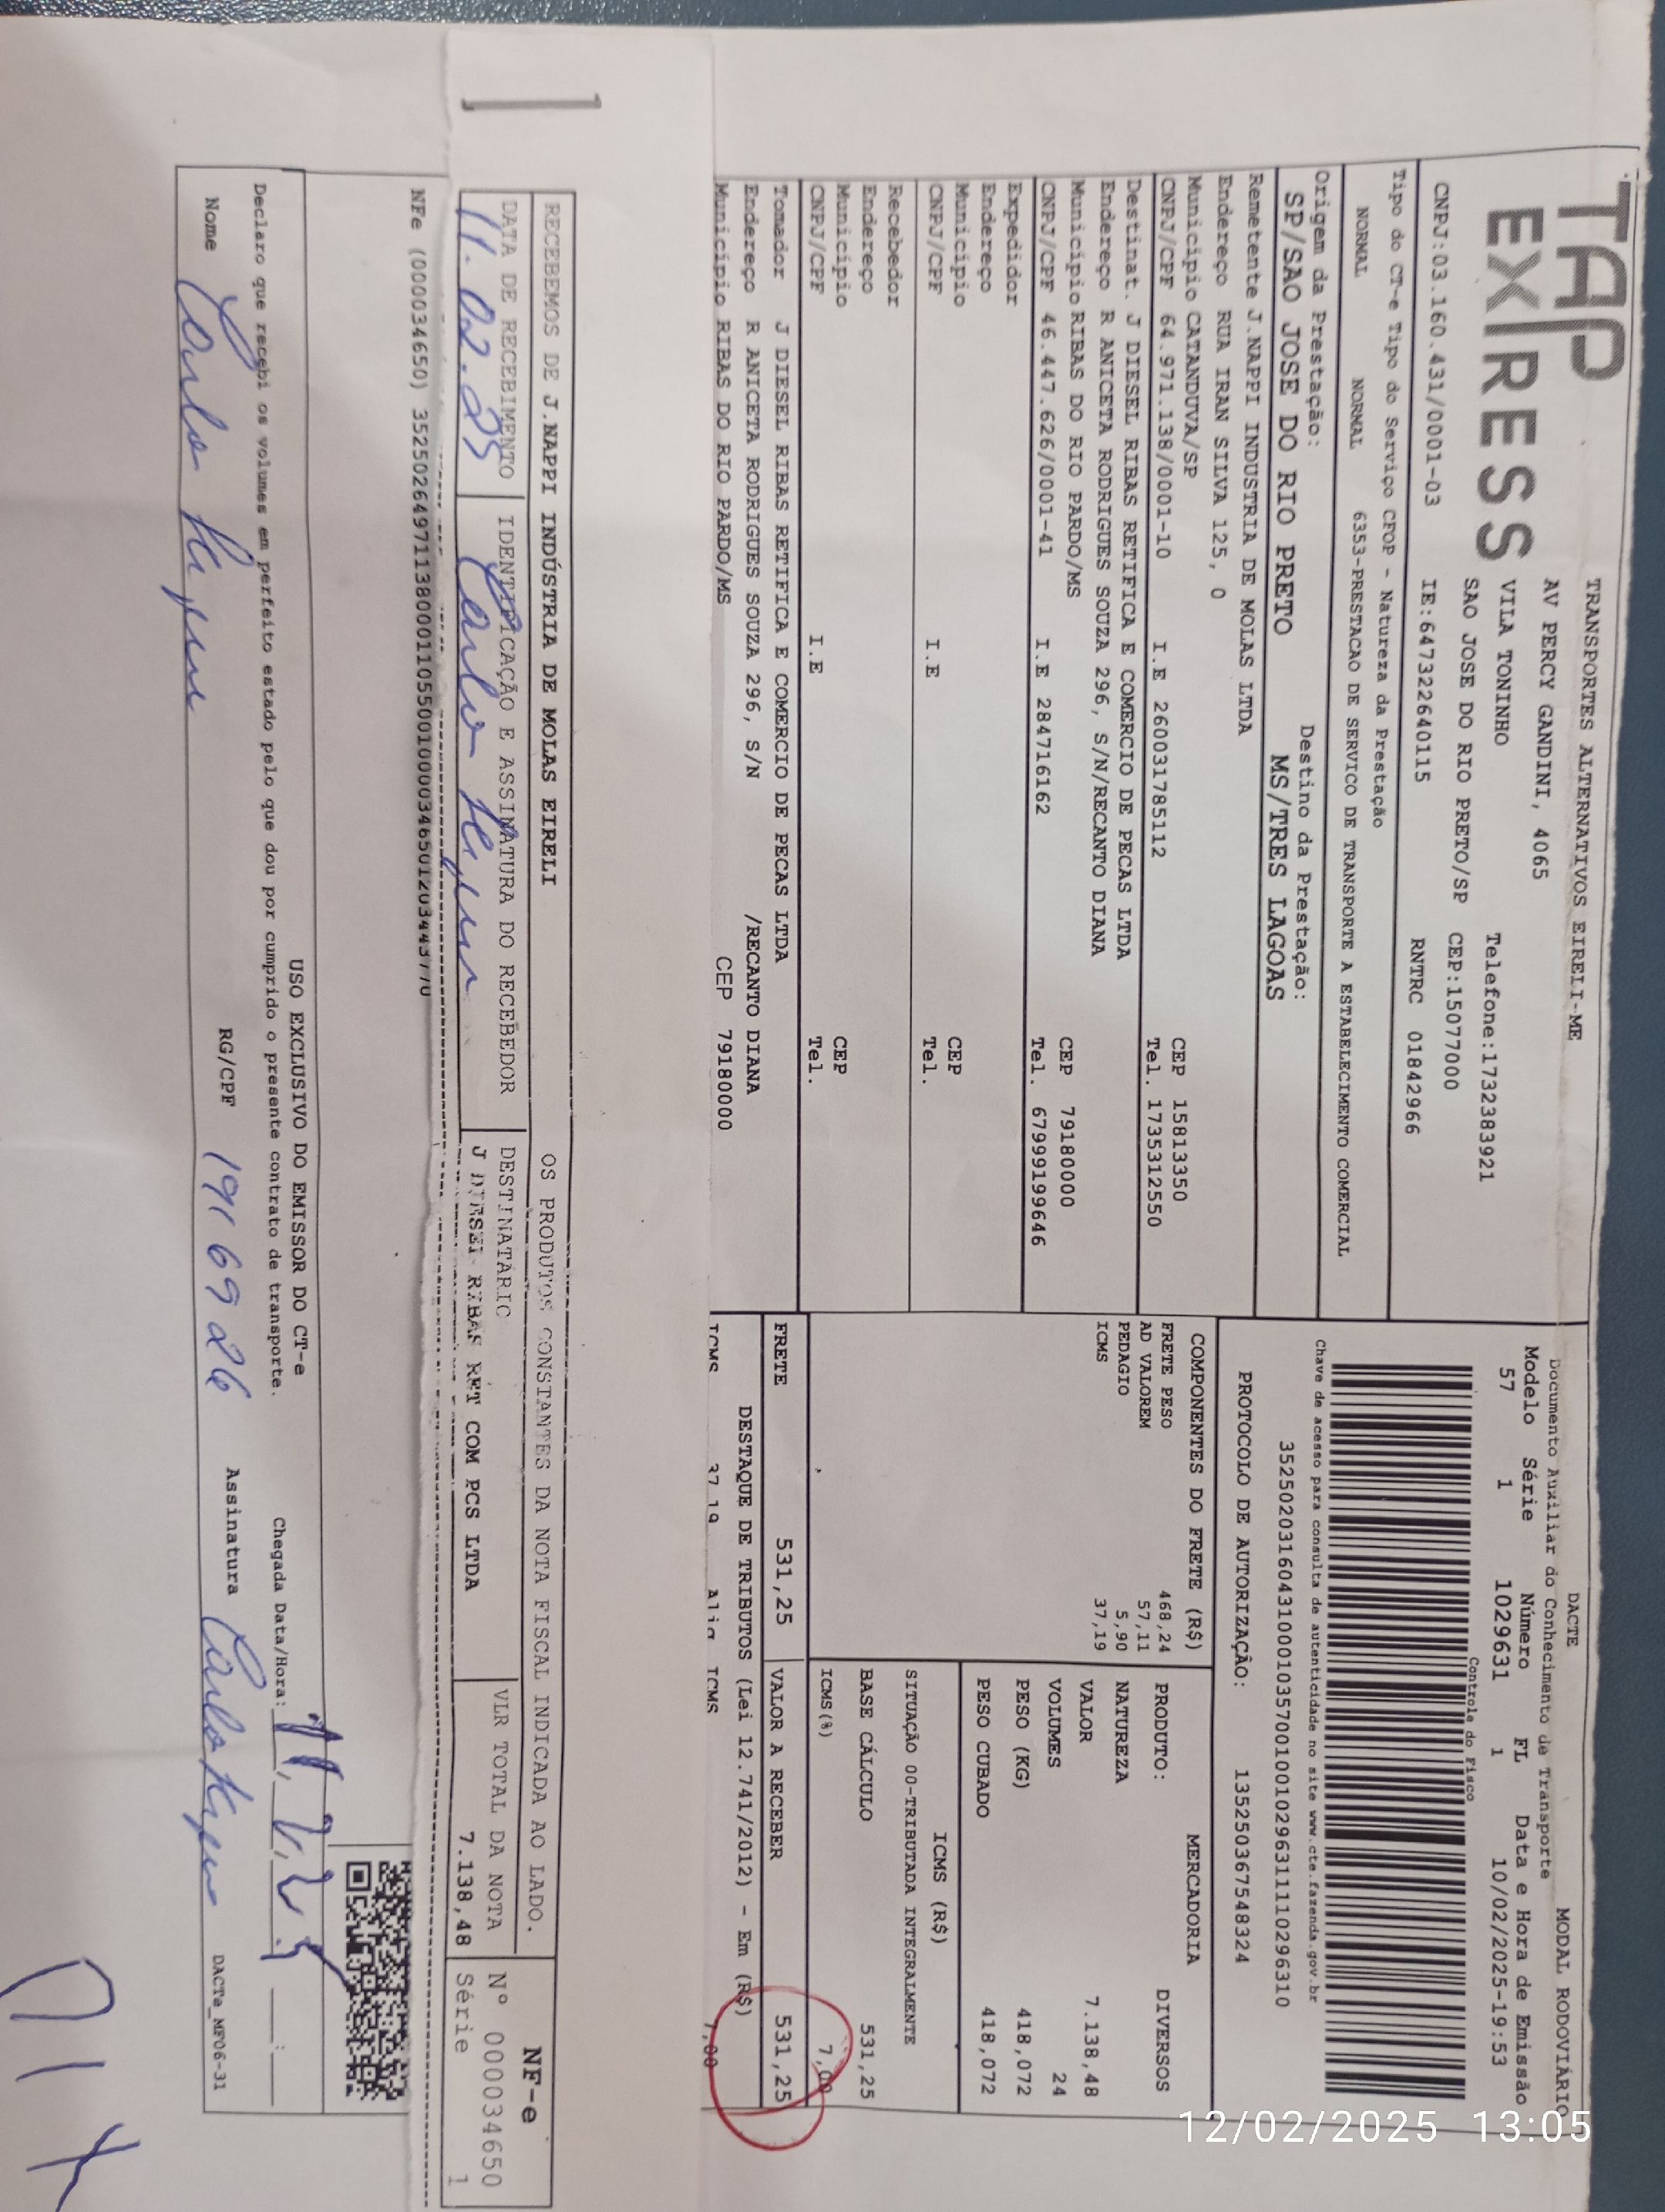 TAP
EXPRESS
TRANSPORTES ALTERNATIVOS EIRELI-ME
AV PERCY GANDINI, 4065
VILA TONINHO Telefone:1732383921
SAO JOSE DO RIO PRETO/SP CEP:15077000
CNPJ:03.160.431/0001-03 IE:647322640115 RNTRC 01842966
Tipo do CT-e Tipo do Serviço CFOP - Natureza da Prestação
NORMAL NORMAL 6353-PRESTACAO DE SERVICO DE TRANSPORTE A ESTABELECIMENTO COMERCIAL
Origem da Prestação: Destino da Prestação:
SP/SAO JOSE DO RIO PRETO MS/TRES LAGOAS
Remetente J.NAPPI INDUSTRIA DE MOLAS LTDA
Endereço RUA IRAN SILVA 125, 0
Município CATANDUVA/SP CEP 15813350
CNPJ/CPF 64.971.138/0001-10 I.E 260031785112 Tel. 1735312550
Destinat. J DIESEL RIBAS RETIFICA E COMERCIO DE PECAS LTDA
Endereço R ANICETA RODRIGUES SOUZA 296, S/N/RECANTO DIANA
Município RIBAS DO RIO PARDO/MS CEP 79180000
CNPJ/CPF 46.447.626/0001-41 I.E 284716162 Tel. 67999199646
Expedidor
Endereço
Município CEP
CNPJ/CPF I.E Tel.
Recebedor
Endereço
Município CEP
CNPJ/CPF I.E Tel.
Tomador J DIESEL RIBAS RETIFICA E COMERCIO DE PECAS LTDA
Endereço R ANICETA RODRIGUES SOUZA 296, S/N /RECANTO DIANA
Município RIBAS DO RIO PARDO/MS CEP 79180000
DACTE MODAL RODOVIÁRIO
Documento Auxiliar do Conhecimento de Transporte
Modelo Série Número FL Data e Hora de Emissão
57 1 1029631 1 10/02/2025-19:53
Controle do Fisco
Chave de acesso para consulta de autenticidade no site www.cte.fazenda.gov.br
35250203160431000103570010010296311110296310
PROTOCOLO DE AUTORIZAÇÃO: 135250367548324
COMPONENTES DO FRETE (R$)
FRETE PESO 468,24
AD VALOREM 57,11
PEDAGIO 5,90
ICMS 37,19
MERCADORIA
PRODUTO: DIVERSOS
NATUREZA
VALOR 7.138,48
VOLUMES 24
PESO (KG) 418,072
PESO CUBADO 418,072
ICMS (R$)
SITUAÇÃO 00-TRIBUTADA INTEGRALMENTE
BASE CÁLCULO 531,25
ICMS(%) 7,00
FRETE 531,25 VALOR A RECEBER 531,25
DESTAQUE DE TRIBUTOS (Lei 12.741/2012) - Em (R$)
ICMS 37,19 Aliq ICMS 7,00
RECEBEMOS DE J.NAPPI INDÚSTRIA DE MOLAS EIRELI OS PRODUTOS CONSTANTES DA NOTA FISCAL INDICADA AO LADO.
DATA DE RECEBIMENTO IDENTIFICAÇÃO E ASSINATURA DO RECEBEDOR DESTINATÁRIO VLR TOTAL DA NOTA
11.02.25 J DIESEL RIBAS RET COM PCS LTDA 7.138,48
NF-e
Nº 000034650
Série 1
NFe (000034650) 35250264971138000110550010000346501203443770
USO EXCLUSIVO DO EMISSOR DO CT-e
Declaro que recebi os volumes em perfeito estado pelo que dou por cumprido o presente contrato de transporte. Chegada Data/Hora:
Nome RG/CPF 191 69 26 Assinatura DACTe_MF06-31
12/02/2025 13:05